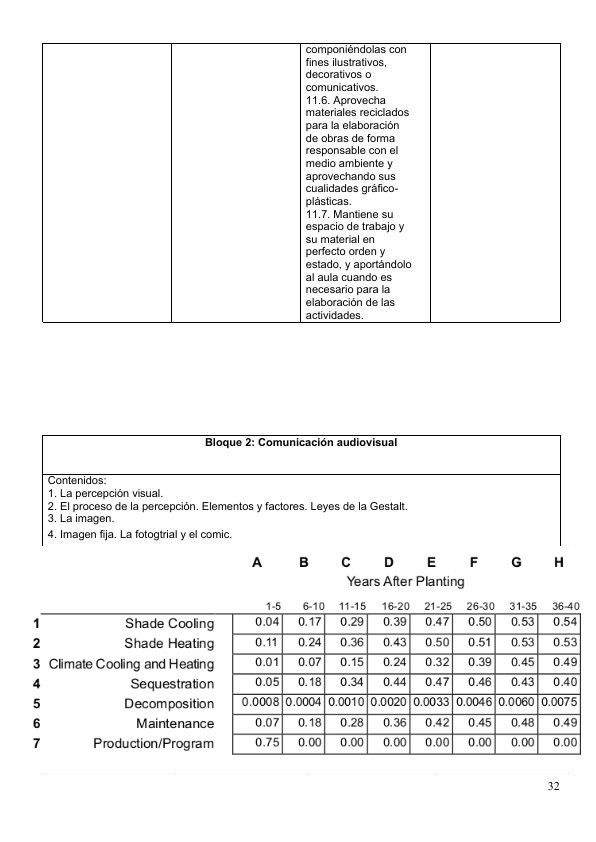 componiéndolas con
fines ilustrativos,
decorativos o
comunicativos.
11.6. Aprovecha
materiales reciclados
para la elaboración
de obras de forma
responsable con el
medio ambiente y
aprovechando sus
cualidades gráfico-
plásticas.
11.7. Mantiene su
espacio de trabajo y
su material en
perfecto orden y
estado, y aportándolo
al aula cuando es
necesario para la
elaboración de las
actividades.
Bloque 2: Comunicación audiovisual
Contenidos:
1. La percepción visual.
2. El proceso de la percepción. Elementos y factores. Leyes de la Gestalt.
3. La imagen.
4. Imagen fija. La fotogtrial y el comic.
A B C D E F G H
Years After Planting
1-5 6-10 11-15 16-20 21-25 26-30 31-35 36-40
1 Shade Cooling 0.04 0.17 0.29 0.39 0.47 0.50 0.53 0.54
2 Shade Heating 0.11 0.24 0.36 0.43 0.50 0.51 0.53 0.53
3 Climate Cooling and Heating 0.01 0.07 0.15 0.24 0.32 0.39 0.45 0.49
4 Sequestration 0.05 0.18 0.34 0.44 0.47 0.46 0.43 0.40
5 Decomposition 0.0008 0.0004 0.0010 0.0020 0.0033 0.0046 0.0060 0.0075
6 Maintenance 0.07 0.18 0.28 0.36 0.42 0.45 0.48 0.49
7 Production/Program 0.75 0.00 0.00 0.00 0.00 0.00 0.00 0.00
32